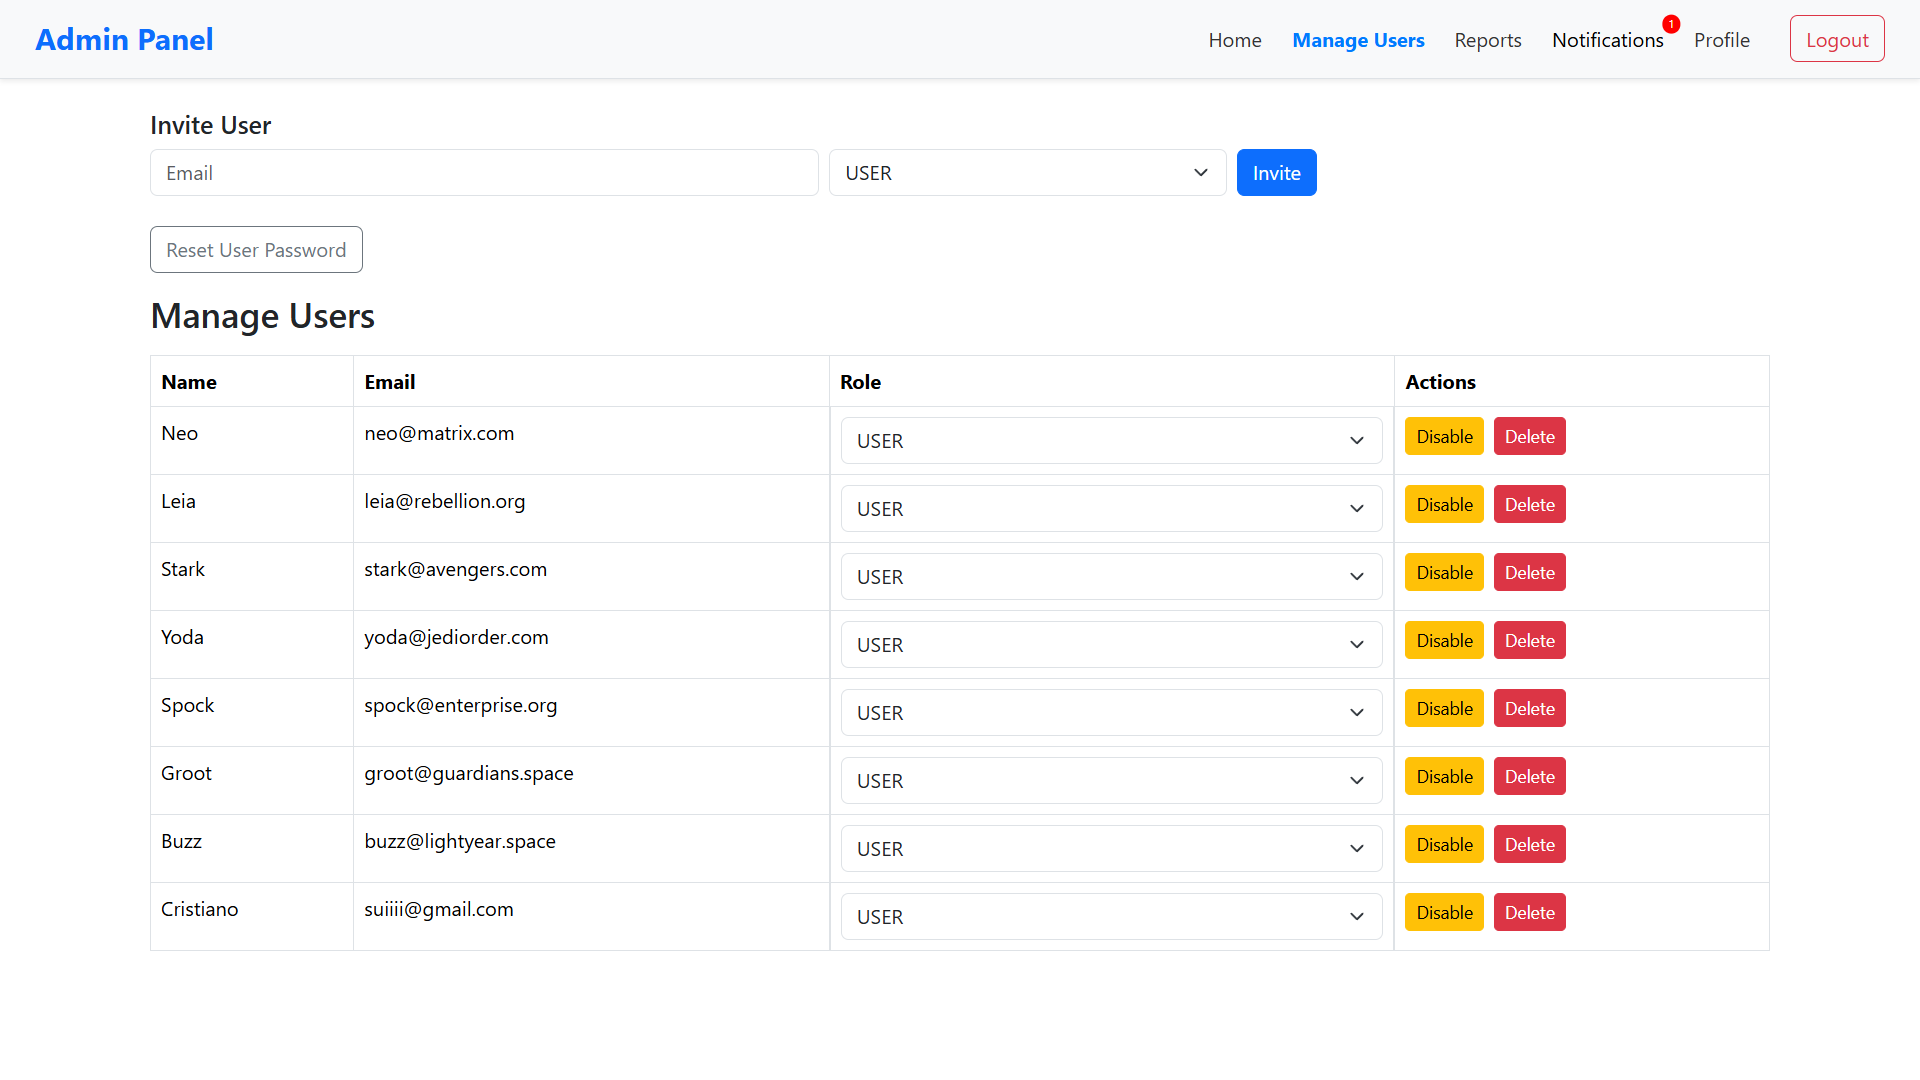 Admin Panel Home Manage Users Reports Notifications 1 Profile Logout
Invite User
Email USER Invite
Reset User Password
Manage Users
Name Email Role Actions
Neo neo@matrix.com USER Disable Delete
Leia leia@rebellion.org USER Disable Delete
Stark stark@avengers.com USER Disable Delete
Yoda yoda@jediorder.com USER Disable Delete
Spock spock@enterprise.org USER Disable Delete
Groot groot@guardians.space USER Disable Delete
Buzz buzz@lightyear.space USER Disable Delete
Cristiano suiiii@gmail.com USER Disable Delete